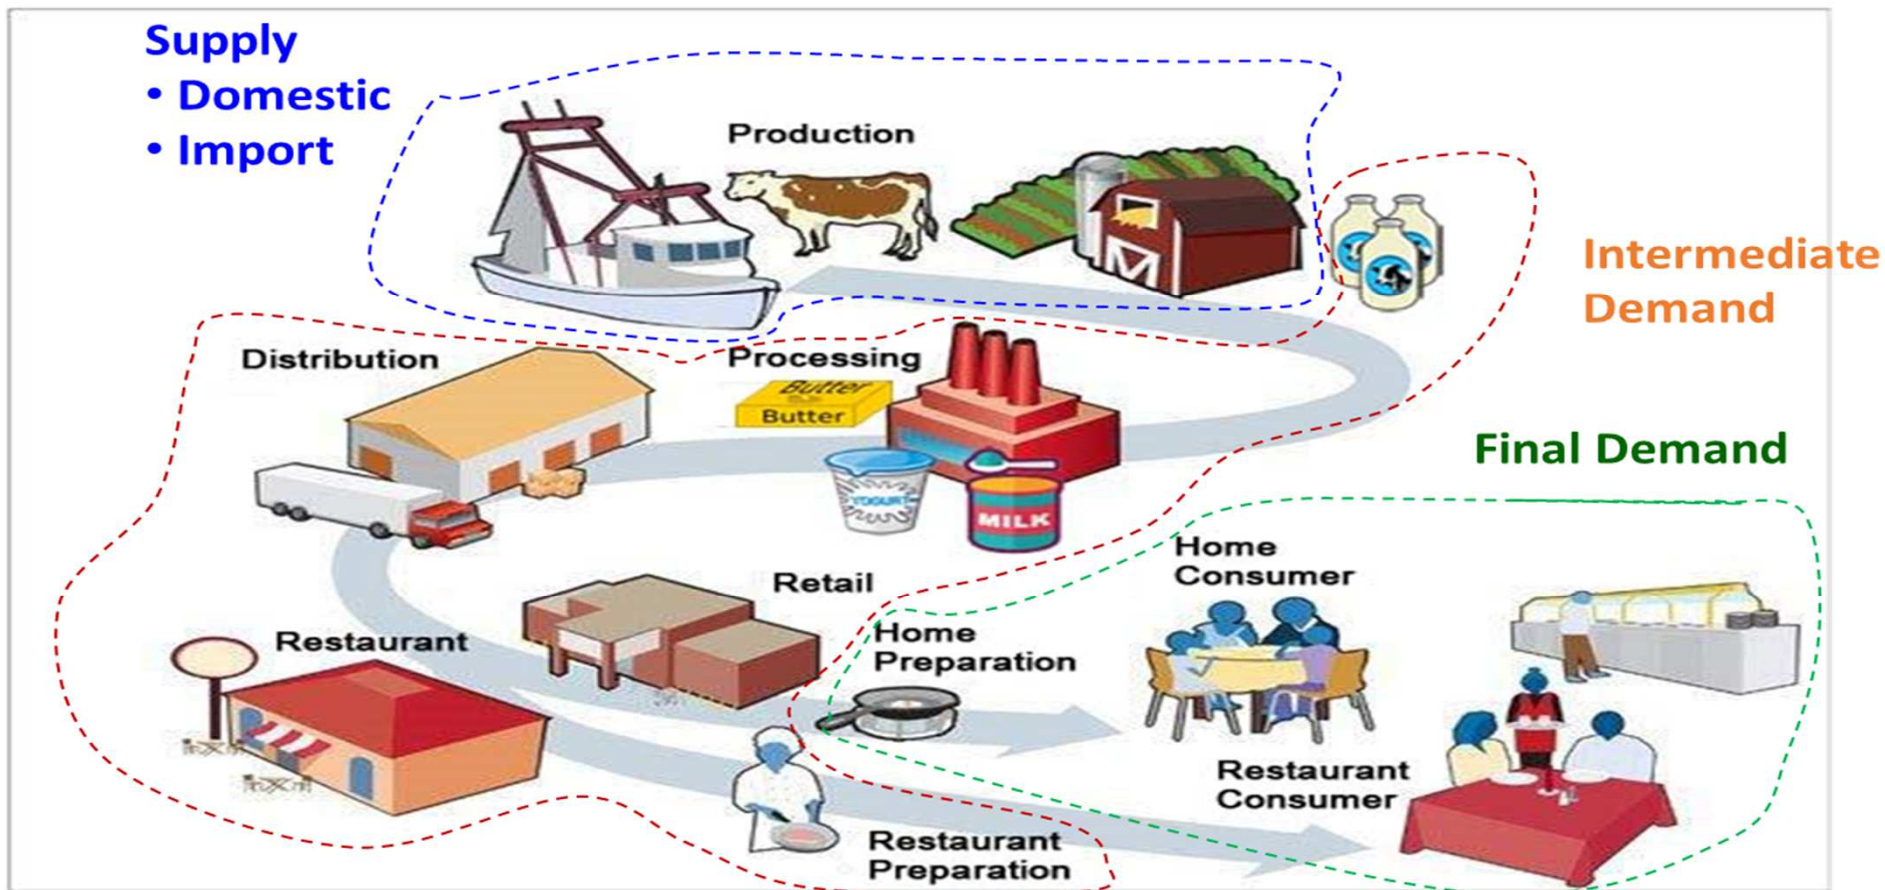 Supply
• Domestic
• Import
Production
Intermediate
Demand
Distribution
Processing
Butter
Butter
YOGURT
MILK
Final Demand
Home
Consumer
Retail
Restaurant
Home
Preparation
Restaurant
Consumer
Restaurant
Preparation